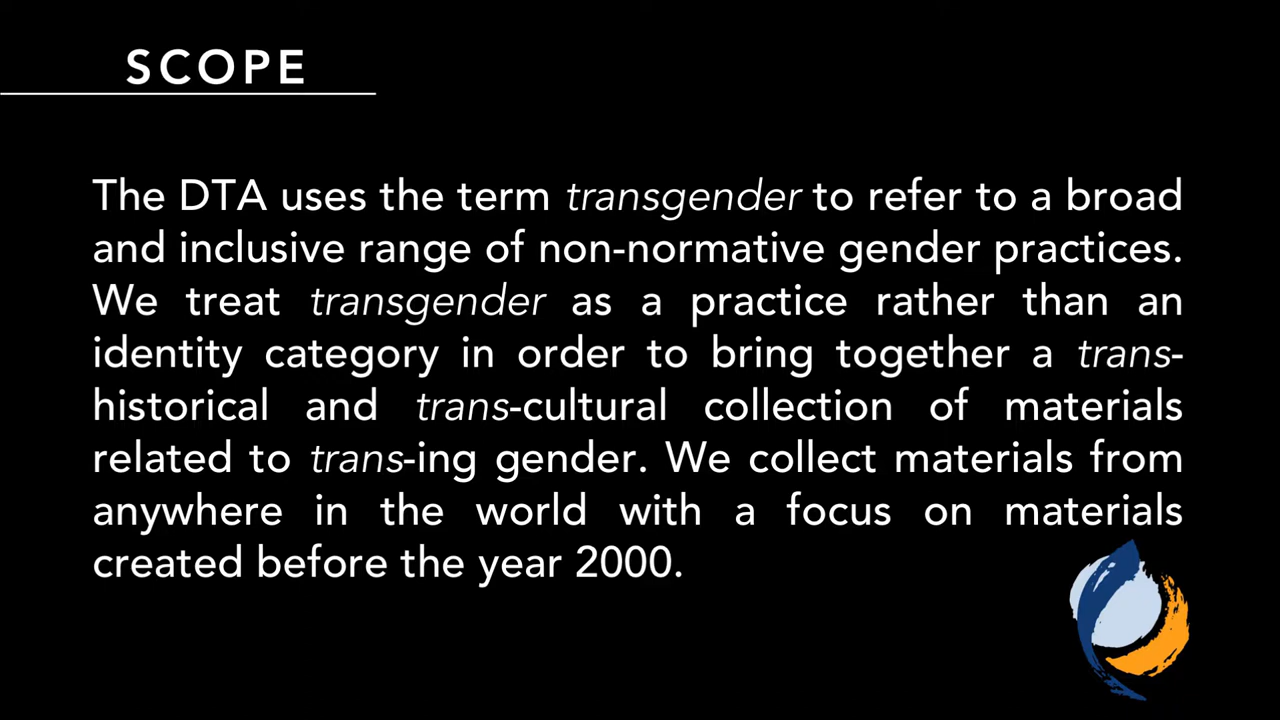 SCOPE
The DTA uses the term transgender to refer to a broad
and inclusive range of non-normative gender practices.
We treat transgender as a practice rather than an
identity category in order to bring together a trans-
historical and trans-cultural collection of materials
related to trans-ing gender. We collect materials from
anywhere in the world with a focus on materials
created before the year 2000.